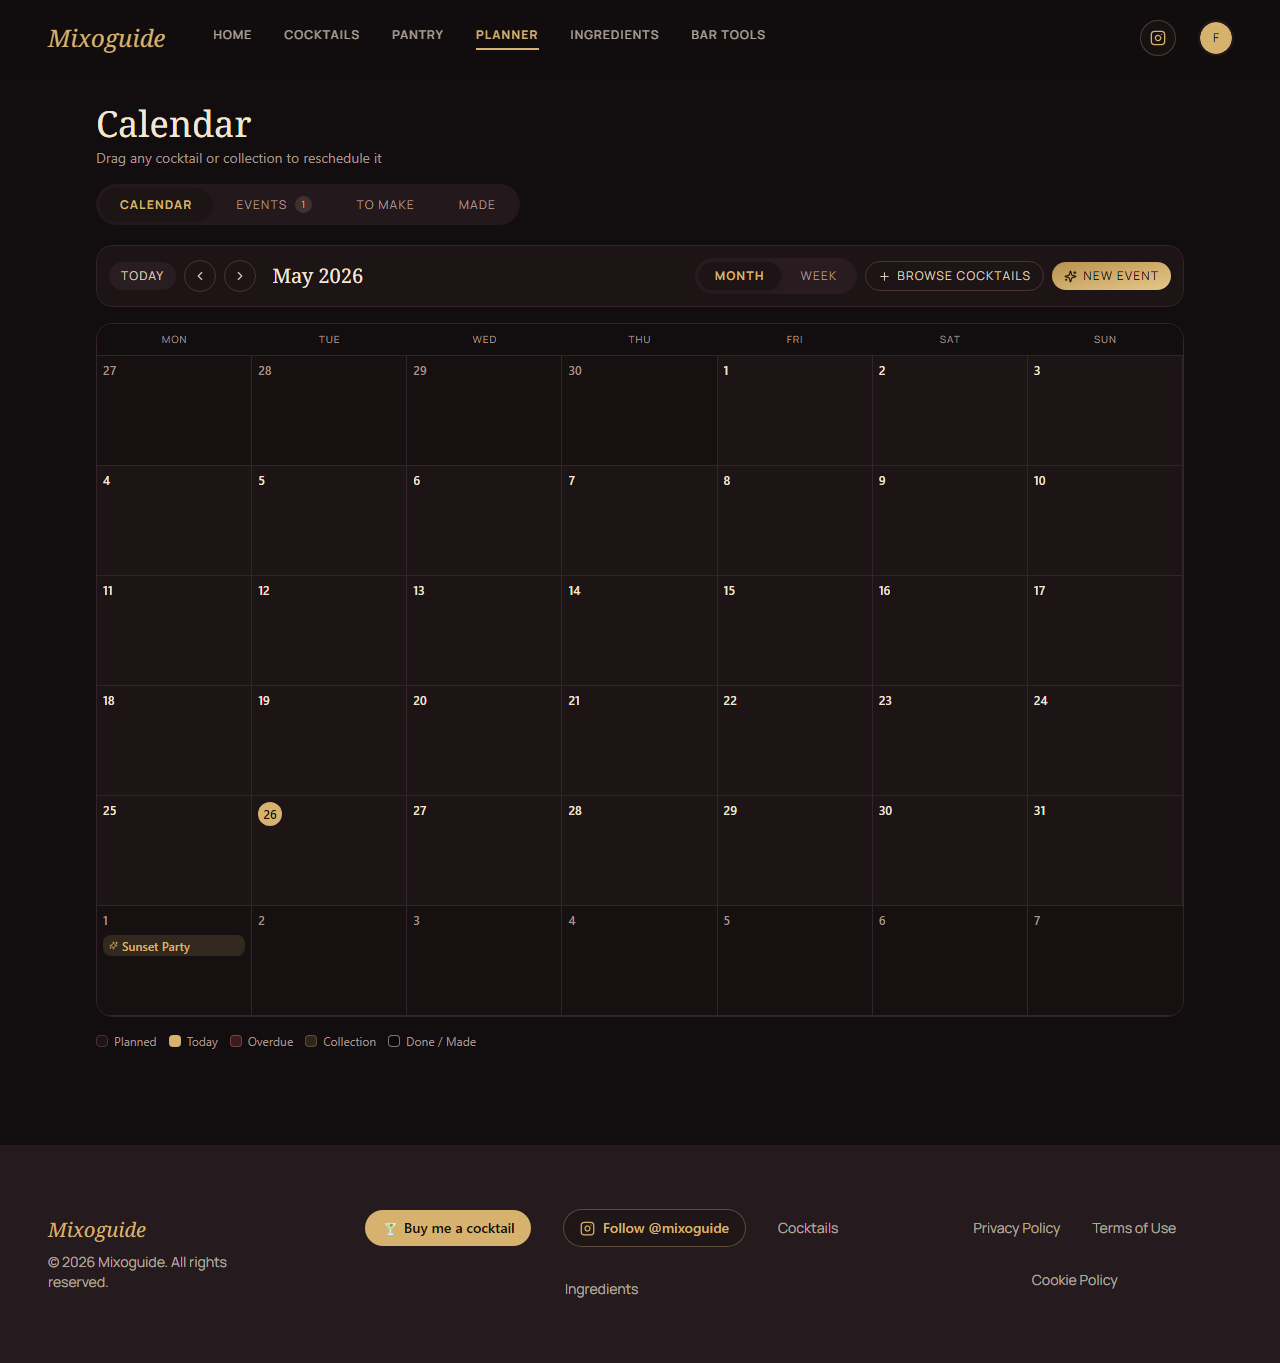 Mixoguide HOME COCKTAILS PANTRY PLANNER INGREDIENTS BAR TOOLS F
Calendar
Drag any cocktail or collection to reschedule it
CALENDAR EVENTS 1 TO MAKE MADE
TODAY May 2026 MONTH WEEK + BROWSE COCKTAILS NEW EVENT
MON TUE WED THU FRI SAT SUN
27 28 29 30 1 2 3
4 5 6 7 8 9 10
11 12 13 14 15 16 17
18 19 20 21 22 23 24
25 26 27 28 29 30 31
1 2 3 4 5 6 7
Sunset Party
Planned Today Overdue Collection Done / Made
Mixoguide
© 2026 Mixoguide. All rights
reserved.
Buy me a cocktail Follow @mixoguide Cocktails
Ingredients
Privacy Policy Terms of Use
Cookie Policy